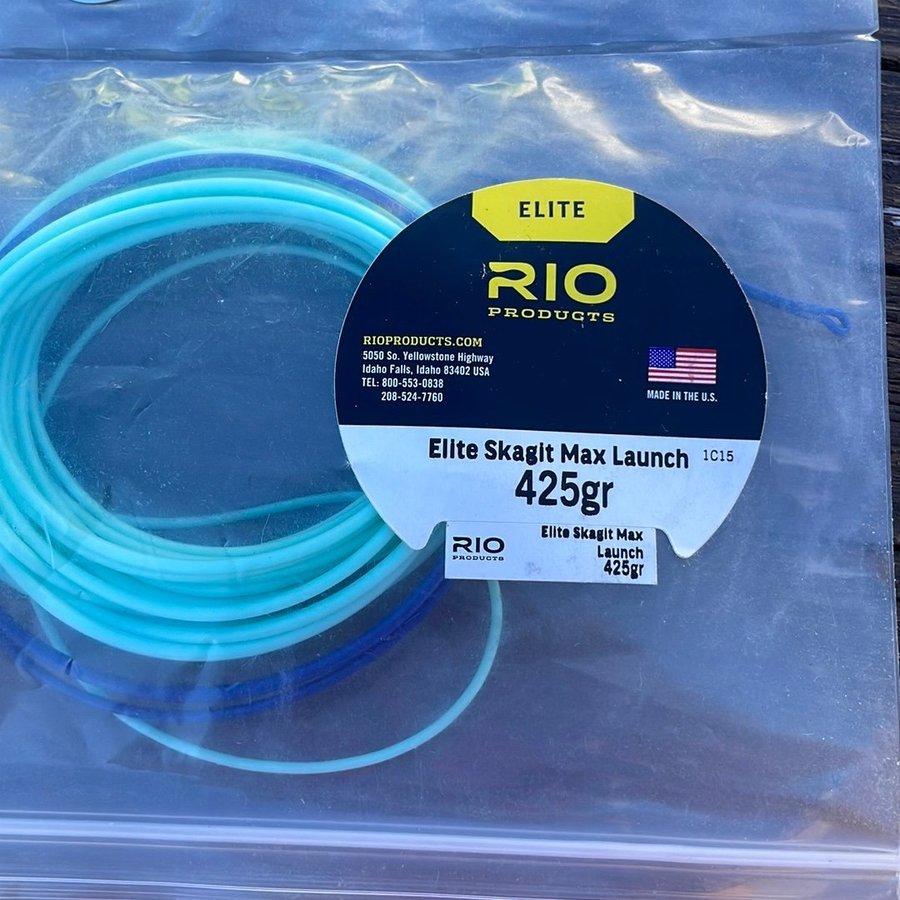 ELITE
RIO
PRODUCTS
RIOPRODUCTS.COM
5050 So. Yellowstone Highway
Idaho Falls, Idaho 83402 USA
TEL: 800-553-0838
208-524-7760
MADE IN THE U.S.
Elite Skagit Max Launch 1C15
425gr
RIO
PRODUCTS
Elite Skagit Max
Launch
425gr